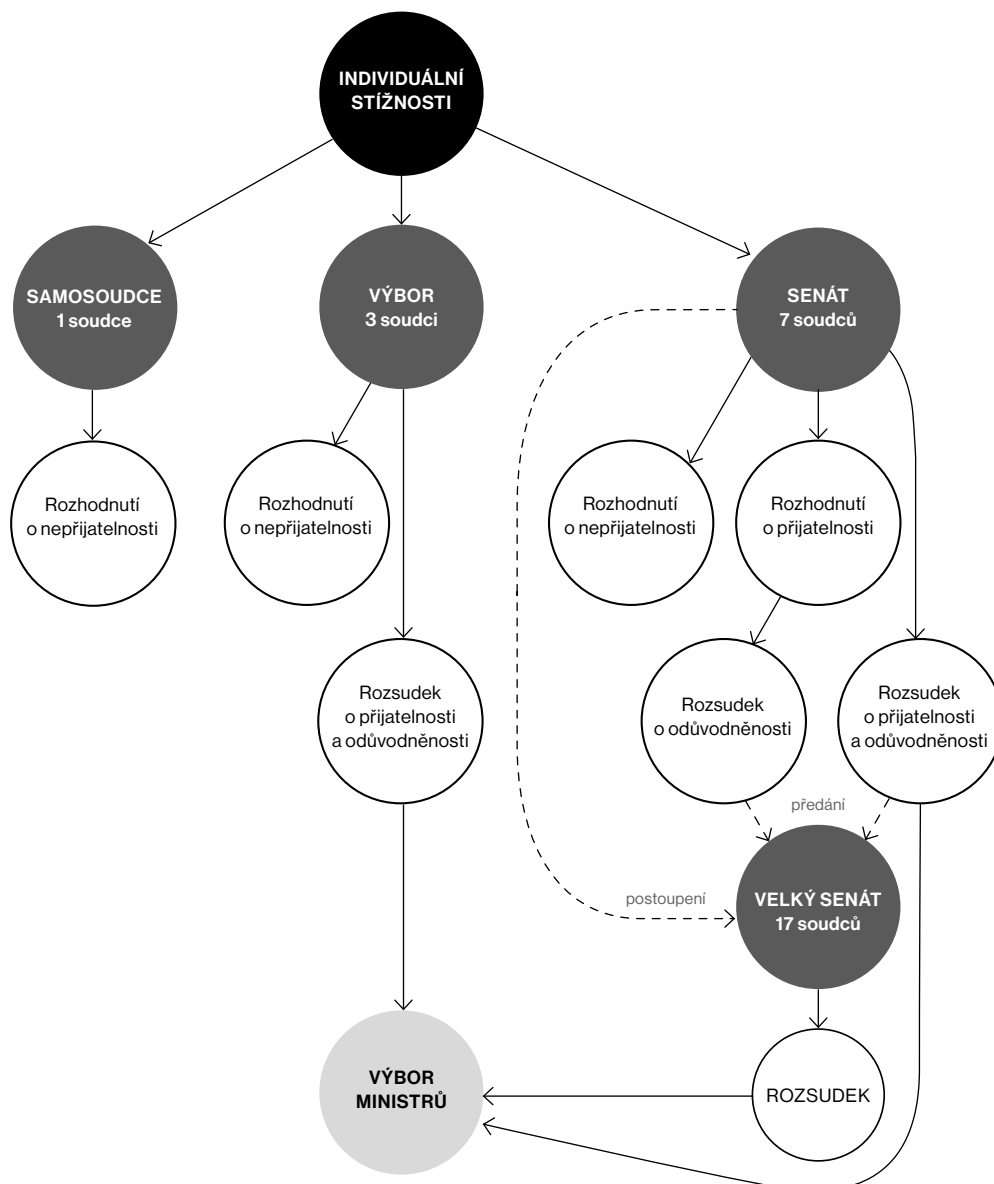 INDIVIDUÁLNÍ
STÍŽNOSTI
SAMOSOUDCE
1 soudce
VÝBOR
3 soudci
SENÁT
7 soudců
Rozhodnutí
o nepřijatelnosti
Rozhodnutí
o nepřijatelnosti
Rozhodnutí
o nepřijatelnosti
Rozhodnutí
o přijatelnosti
Rozsudek
o přijatelnosti
a odůvodněnosti
Rozsudek
o odůvodněnosti
Rozsudek
o přijatelnosti
a odůvodněnosti
předání
postoupení
VELKÝ SENÁT
17 soudců
VÝBOR
MINISTRŮ
ROZSUDEK